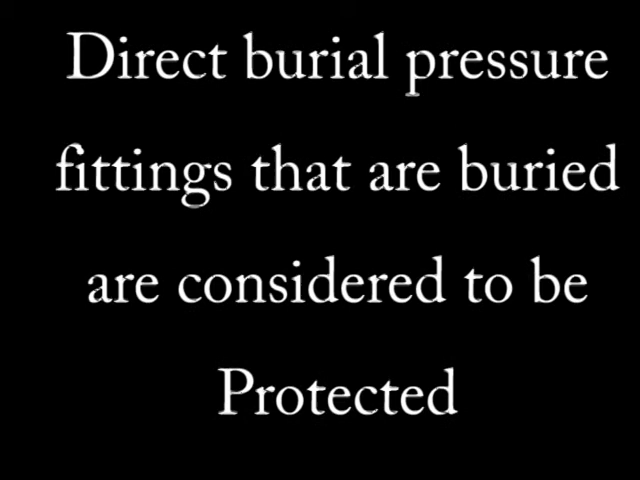 Direct burial pressure
fittings that are buried
are considered to be
Protected